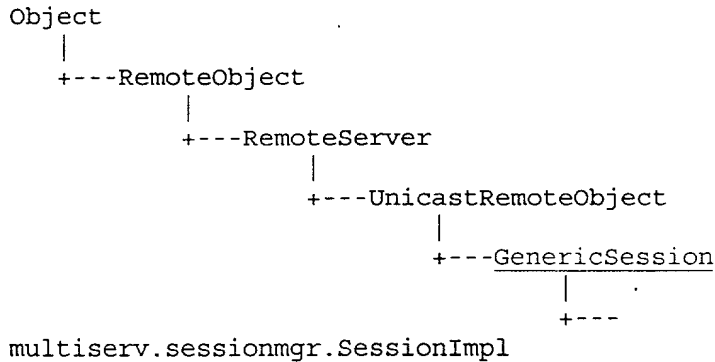 Object
|
+---RemoteObject
|
+---RemoteServer
|
+---UnicastRemoteObject
|
+---GenericSession
|
+---
multiserv.sessionmgr.SessionImpl